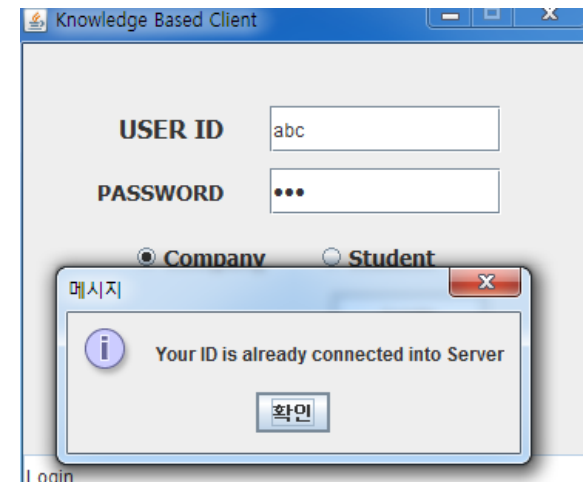 Knowledge Based Client
USER ID
abc
PASSWORD
•••
Company
Student
메시지
Your ID is already connected into Server
확인
Login